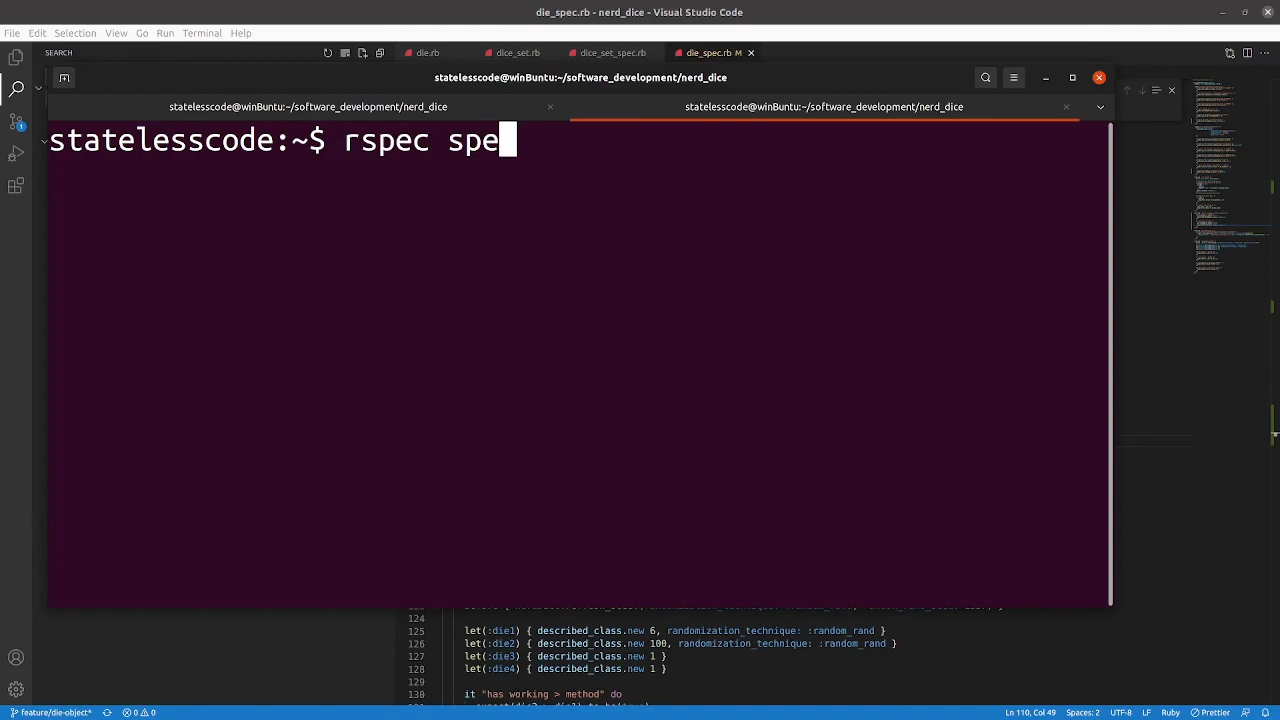 die_spec.rb - nerd_dice - Visual Studio Code
File Edit Selection View Go Run Terminal Help
SEARCH
die.rb dice_set.rb dice_set_spec.rb die_spec.rb M
statelesscode@winBuntu:~/software_development/nerd_dice
statelesscode@winBuntu:~/software_development/nerd_dice statelesscode@winBuntu:~/software_development/nerd_dice
statelesscode:~$ rspec spe
124
125 let(:die1) { described_class.new 6, randomization_technique: :random_rand }
126 let(:die2) { described_class.new 100, randomization_technique: :random_rand }
127 let(:die3) { described_class.new 1 }
128 let(:die4) { described_class.new 1 }
129
130 it "has working > method" do
feature/die-object* 0 0 Ln 110, Col 49 Spaces: 2 UTF-8 LF Ruby Prettier